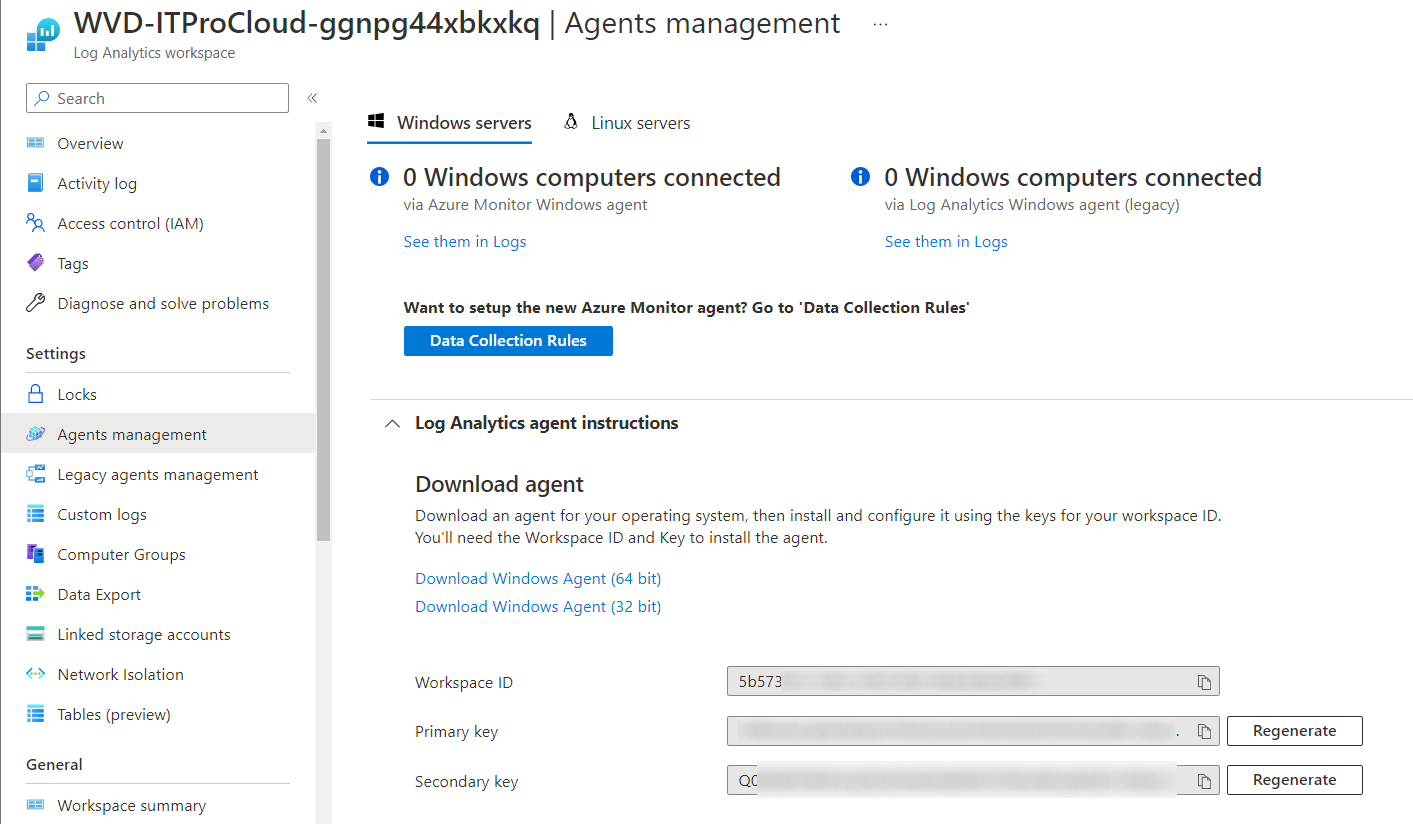 WVD-ITProCloud-ggnpg44xbkxkq | Agents management ...
Log Analytics workspace
Search
«
Overview
Activity log
Access control (IAM)
Tags
Diagnose and solve problems
Settings
Locks
Agents management
Legacy agents management
Custom logs
Computer Groups
Data Export
Linked storage accounts
Network Isolation
Tables (preview)
General
Workspace summary
Windows servers
Linux servers
0 Windows computers connected
via Azure Monitor Windows agent
See them in Logs
0 Windows computers connected
via Log Analytics Windows agent (legacy)
See them in Logs
Want to setup the new Azure Monitor agent? Go to 'Data Collection Rules'
Data Collection Rules
Log Analytics agent instructions
Download agent
Download an agent for your operating system, then install and configure it using the keys for your workspace ID.
You'll need the Workspace ID and Key to install the agent.
Download Windows Agent (64 bit)
Download Windows Agent (32 bit)
Workspace ID
5b573
Primary key
Regenerate
Secondary key
Regenerate